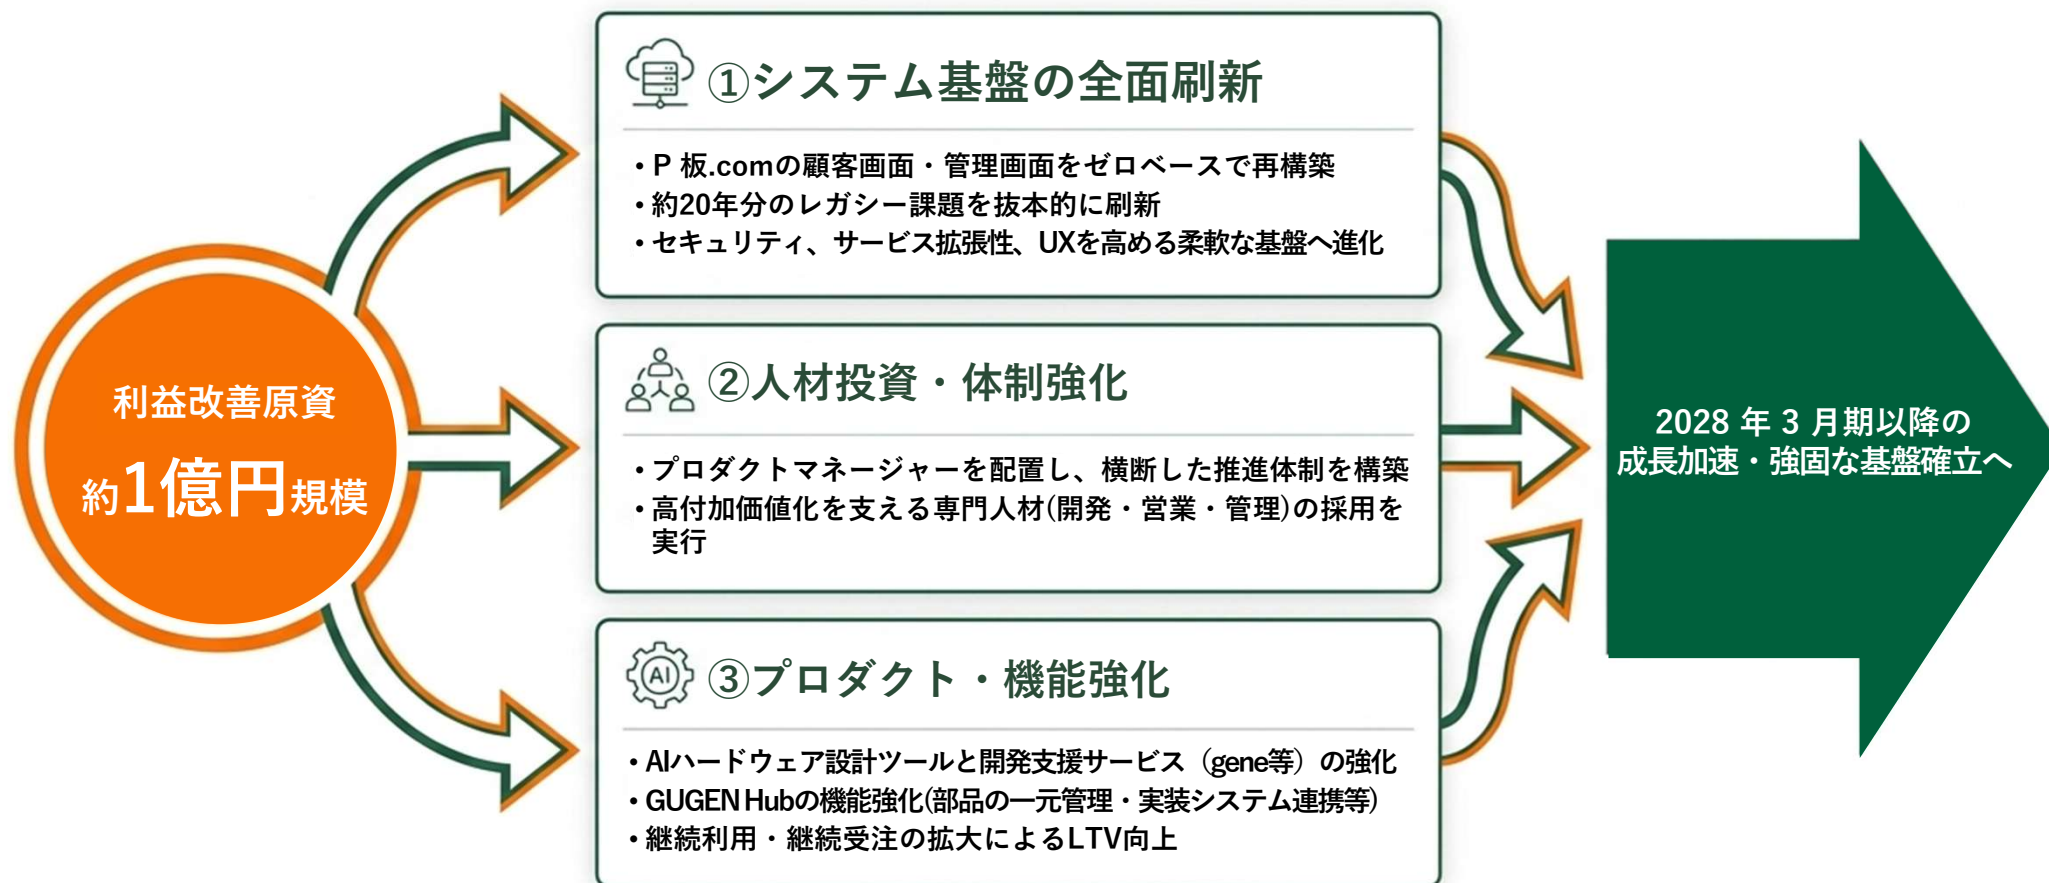 利益改善原資
約1億円規模
①システム基盤の全面刷新
・P 板.comの顧客画面・管理画面をゼロベースで再構築
・約20年分のレガシー課題を抜本的に刷新
・セキュリティ、サービス拡張性、UXを高める柔軟な基盤へ進化
②人材投資・体制強化
・プロダクトマネージャーを配置し、横断した推進体制を構築
・高付加価値化を支える専門人材(開発・営業・管理)の採用を
実行
AI
③プロダクト・機能強化
・AIハードウェア設計ツールと開発支援サービス（gene等）の強化
・GUGEN Hubの機能強化(部品の一元管理・実装システム連携等)
・継続利用・継続受注の拡大によるLTV向上
2028 年 3 月期以降の
成長加速・強固な基盤確立へ